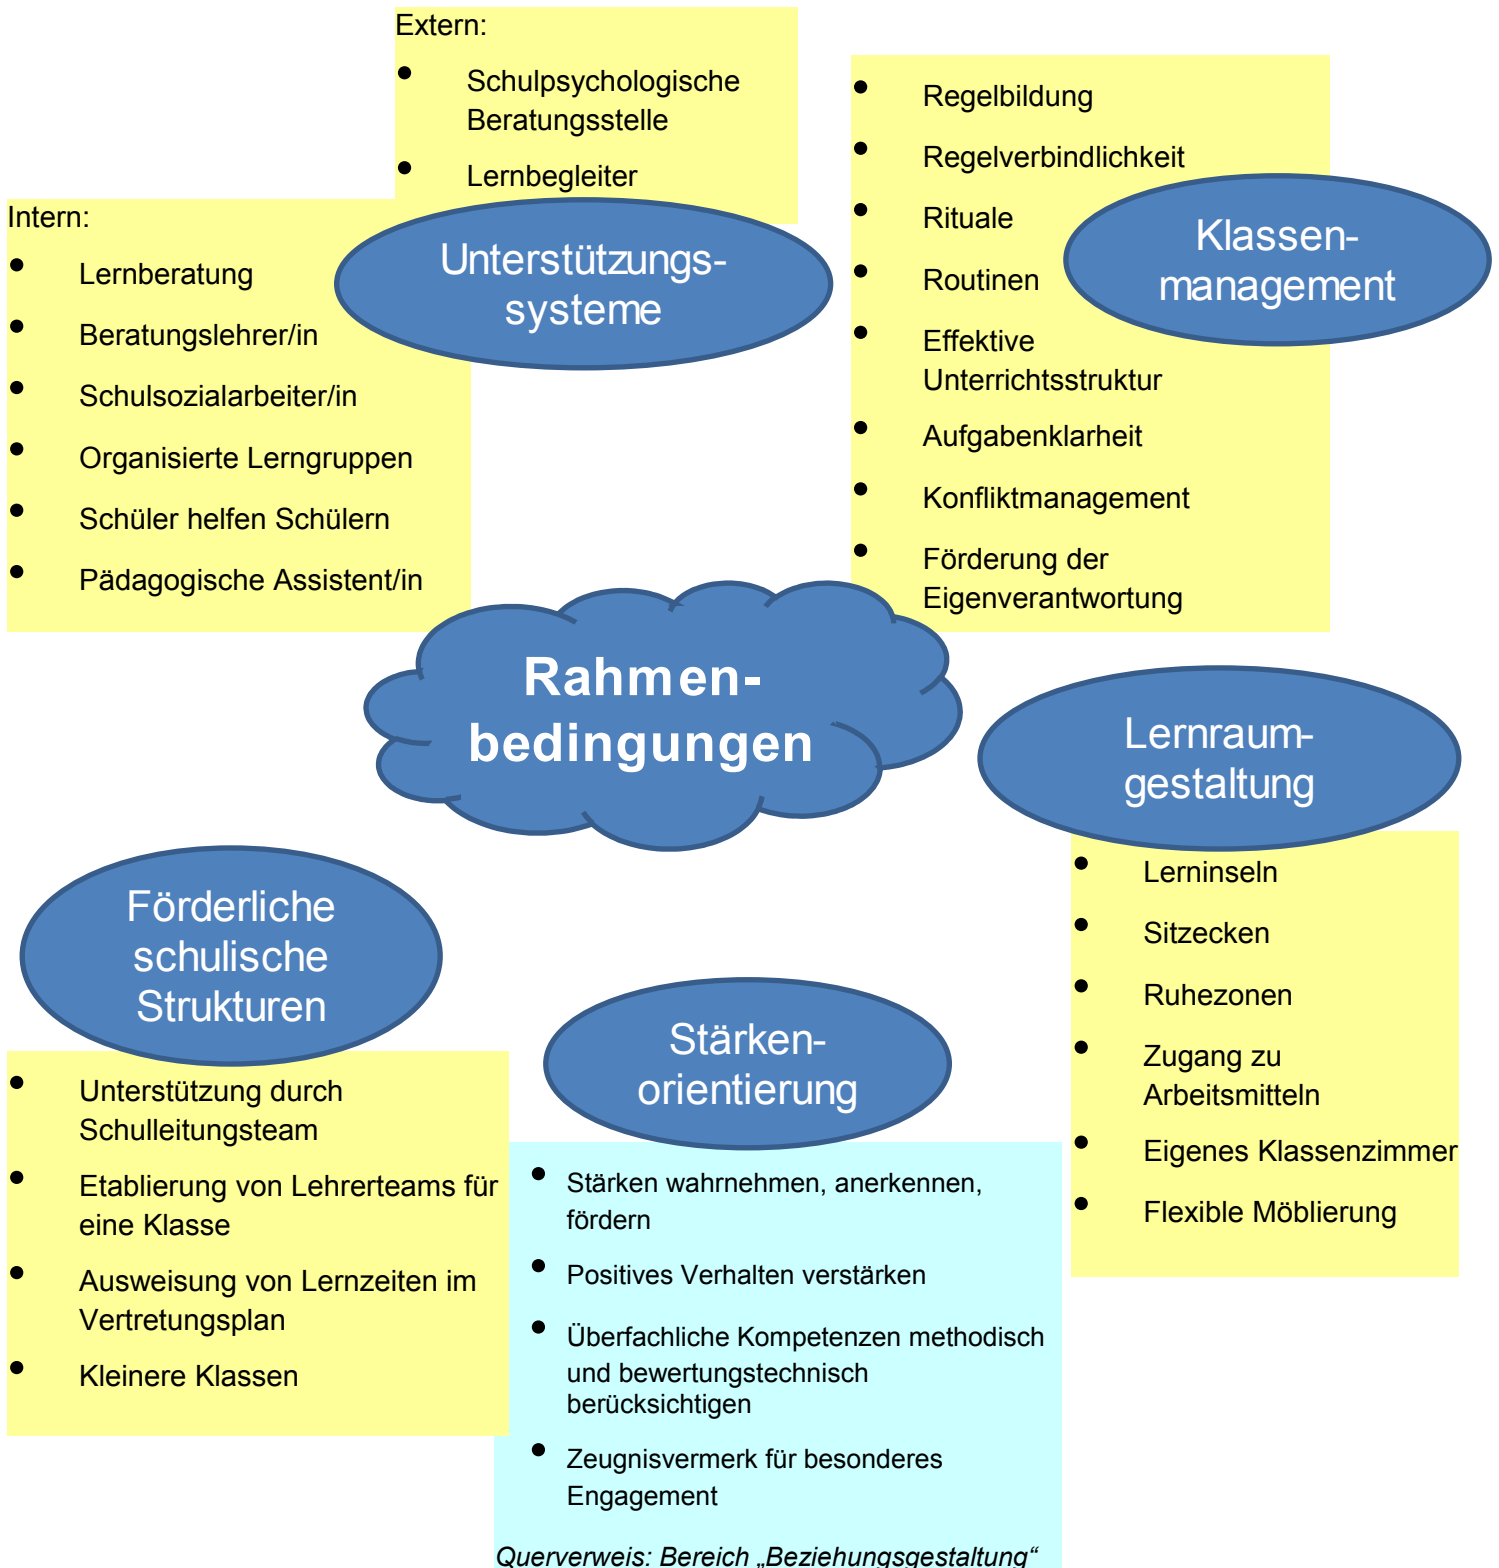 Extern:
• Schulpsychologische
Beratungsstelle
• Lernbegleiter
Intern:
• Lernberatung
• Beratungslehrer/in
• Schulsozialarbeiter/in
• Organisierte Lerngruppen
• Schüler helfen Schülern
• Pädagogische Assistent/in
Unterstützungs-
systeme
• Regelbildung
• Regelverbindlichkeit
• Rituale
• Routinen
• Effektive
Unterrichtsstruktur
• Aufgabenklarheit
• Konfliktmanagement
• Förderung der
Eigenverantwortung
Klassen-
management
Rahmen-
bedingungen
Lernraum-
gestaltung
• Lerninseln
• Sitzecken
• Ruhezonen
• Zugang zu
Arbeitsmitteln
• Eigenes Klassenzimmer
• Flexible Möblierung
Förderliche
schulische
Strukturen
• Unterstützung durch
Schulleitungsteam
• Etablierung von Lehrerteams für
eine Klasse
• Ausweisung von Lernzeiten im
Vertretungsplan
• Kleinere Klassen
Stärken-
orientierung
• Stärken wahrnehmen, anerkennen,
fördern
• Positives Verhalten verstärken
• Überfachliche Kompetenzen methodisch
und bewertungstechnisch
berücksichtigen
• Zeugnisvermerk für besonderes
Engagement
Querverweis: Bereich „Beziehungsgestaltung“